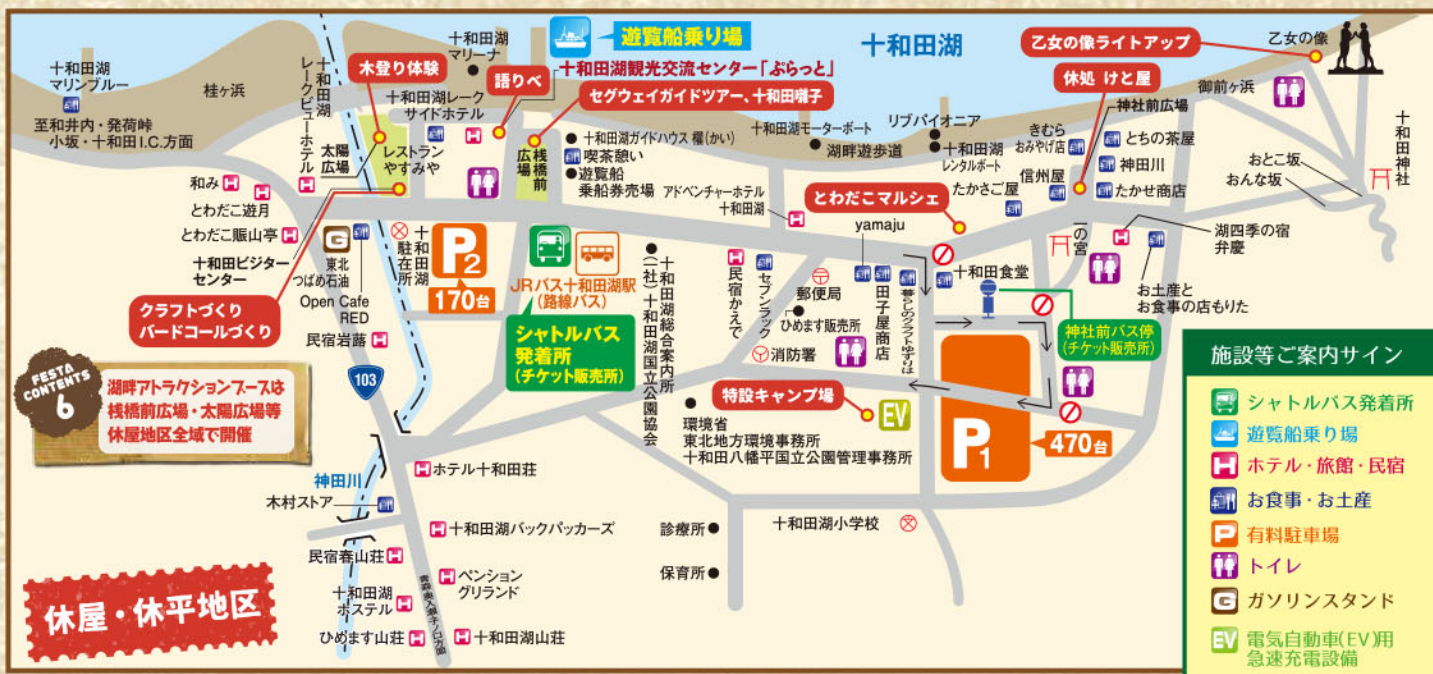 十和田湖
遊覧船乗り場
十和田湖
マリンブルー
至和井内・発荷峠
小坂・十和田I.C.方面
桂ヶ浜
十和田湖
レークビューホテル
木登り体験
十和田湖
マリーナ
語りべ
十和田湖観光交流センター「ぷらっと」
十和田湖レーク
サイドホテル
セグウェイガイドツアー、十和田囃子
太陽
広場
レストラン
やすみや
桟橋前
広場
十和田湖ガイドハウス 櫂(かい)
喫茶憩い
遊覧船
乗船券売場
アドベンチャーホテル
十和田湖
十和田湖モーターボート
湖畔遊歩道
リブパイオニア
十和田湖
レンタルボート
きむら
おみやげ店
信州屋
たかさご屋
乙女の像ライトアップ
乙女の像
休処 けと屋
神社前広場
御前ヶ浜
とちの茶屋
神田川
たかせ商店
十和田神社
おとこ坂
おんな坂
和み
とわだこ遊月
とわだこ賑山亭
十和田ビジター
センター
クラフトづくり
バードコールづくり
G
東北
つばめ石油
Open Cafe
RED
民宿岩蕗
十和田湖
駐在所
P2
170台
JRバス十和田湖駅
(路線バス)
シャトルバス
発着所
(チケット販売所)
十和田湖総合案内所
(一社)十和田湖国立公園協会
民宿かえで
セブンラック
郵便局
ひめます販売所
消防署
とわだこマルシェ
yamaju
田子屋商店
暮らしのクラフトゆずりは
十和田食堂
一の宮
湖四季の宿
弁慶
お土産と
お食事の店もりた
神社前バス停
(チケット販売所)
特設キャンプ場
EV
P1
470台
環境省
東北地方環境事務所
十和田八幡平国立公園管理事務所
FESTA
CONTENTS
6
湖畔アトラクションブースは
桟橋前広場・太陽広場等
休屋地区全域で開催
103
神田川
木村ストア
ホテル十和田荘
十和田湖バックパッカーズ
民宿春山荘
ペンション
グリランド
十和田湖
ホステル
ひめます山荘
十和田湖山荘
診療所
保育所
十和田湖小学校
休屋・休平地区
施設等ご案内サイン
シャトルバス発着所
遊覧船乗り場
H ホテル・旅館・民宿
お食事・お土産
P 有料駐車場
トイレ
G ガソリンスタンド
EV 電気自動車(EV)用
急速充電設備